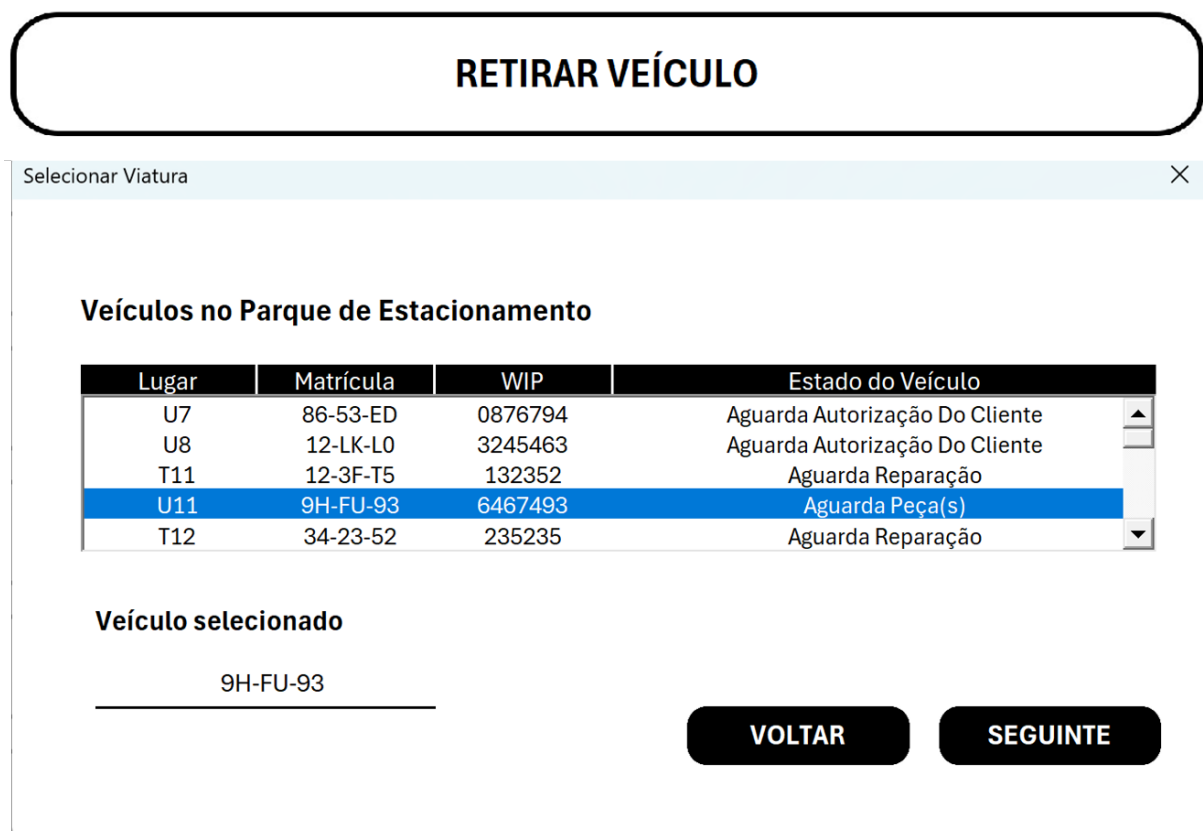 RETIRAR VEÍCULO
Selecionar Viatura
Veículos no Parque de Estacionamento
Lugar Matrícula WIP Estado do Veículo
U7 86-53-ED 0876794 Aguarda Autorização Do Cliente
U8 12-LK-L0 3245463 Aguarda Autorização Do Cliente
T11 12-3F-T5 132352 Aguarda Reparação
U11 9H-FU-93 6467493 Aguarda Peça(s)
T12 34-23-52 235235 Aguarda Reparação
Veículo selecionado
9H-FU-93
VOLTAR SEGUINTE